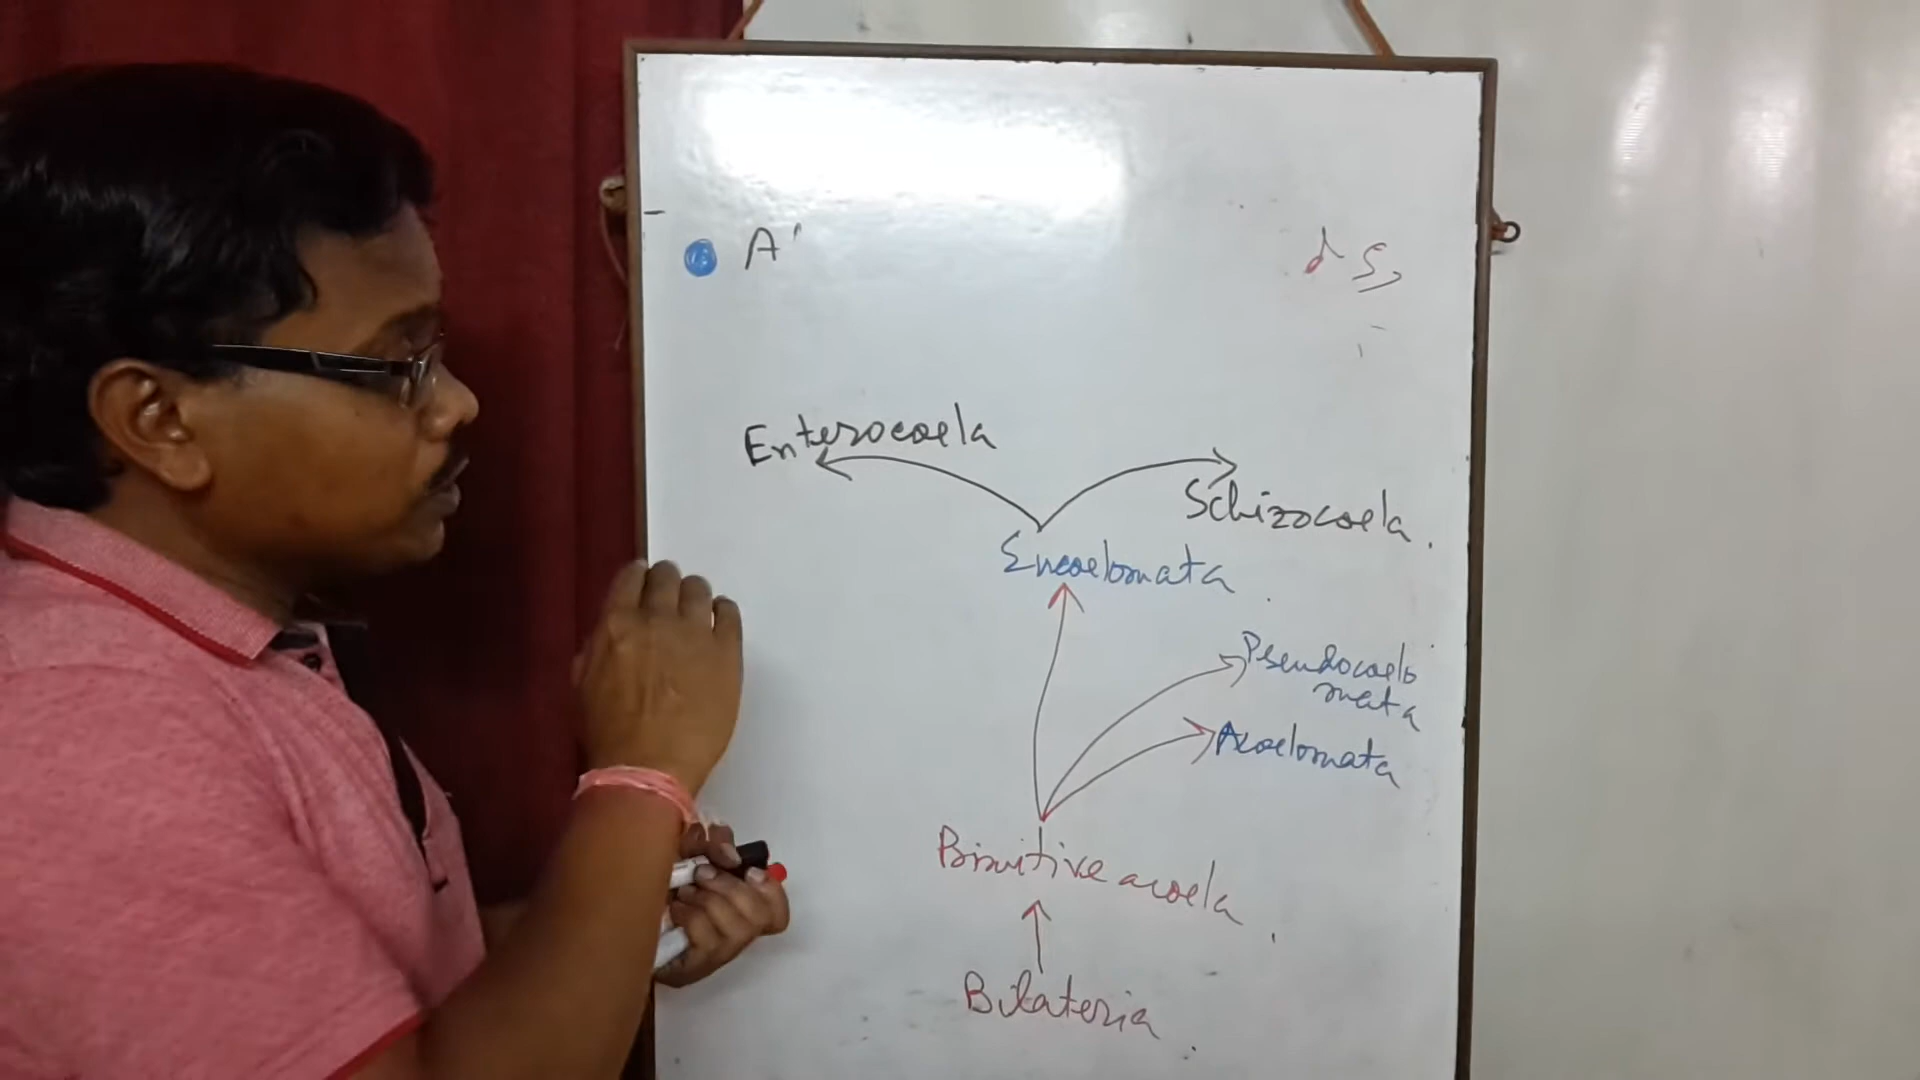 A'
Enterocoela
Schizocoela.
Eucoelomata
Pseudocoelo
mata
Acoelomata
Primitive acoela
Bilateria